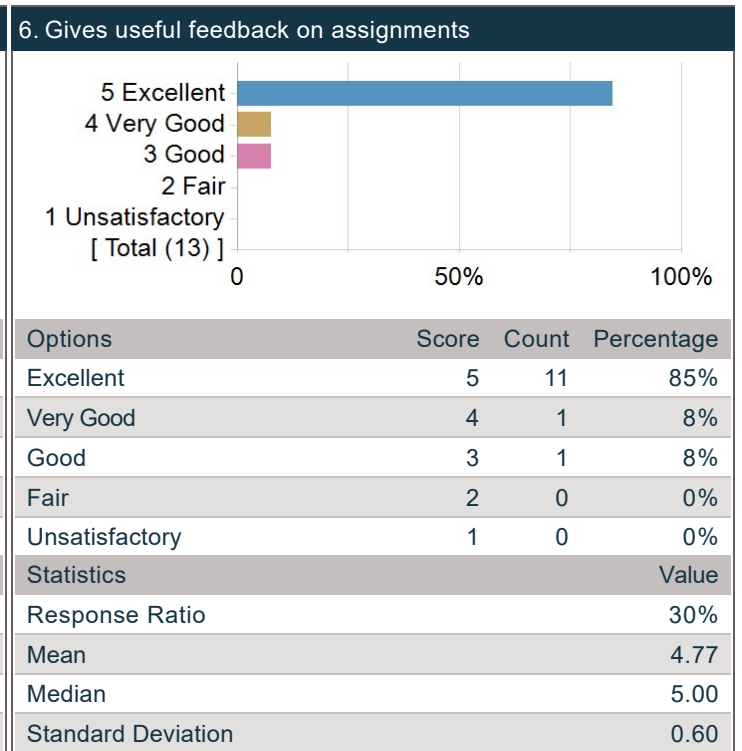 6. Gives useful feedback on assignments
5 Excellent
4 Very Good
3 Good
2 Fair
1 Unsatisfactory
[ Total (13) ]
0 50% 100%
Options Score Count Percentage
Excellent 5 11 85%
Very Good 4 1 8%
Good 3 1 8%
Fair 2 0 0%
Unsatisfactory 1 0 0%
Statistics Value
Response Ratio 30%
Mean 4.77
Median 5.00
Standard Deviation 0.60